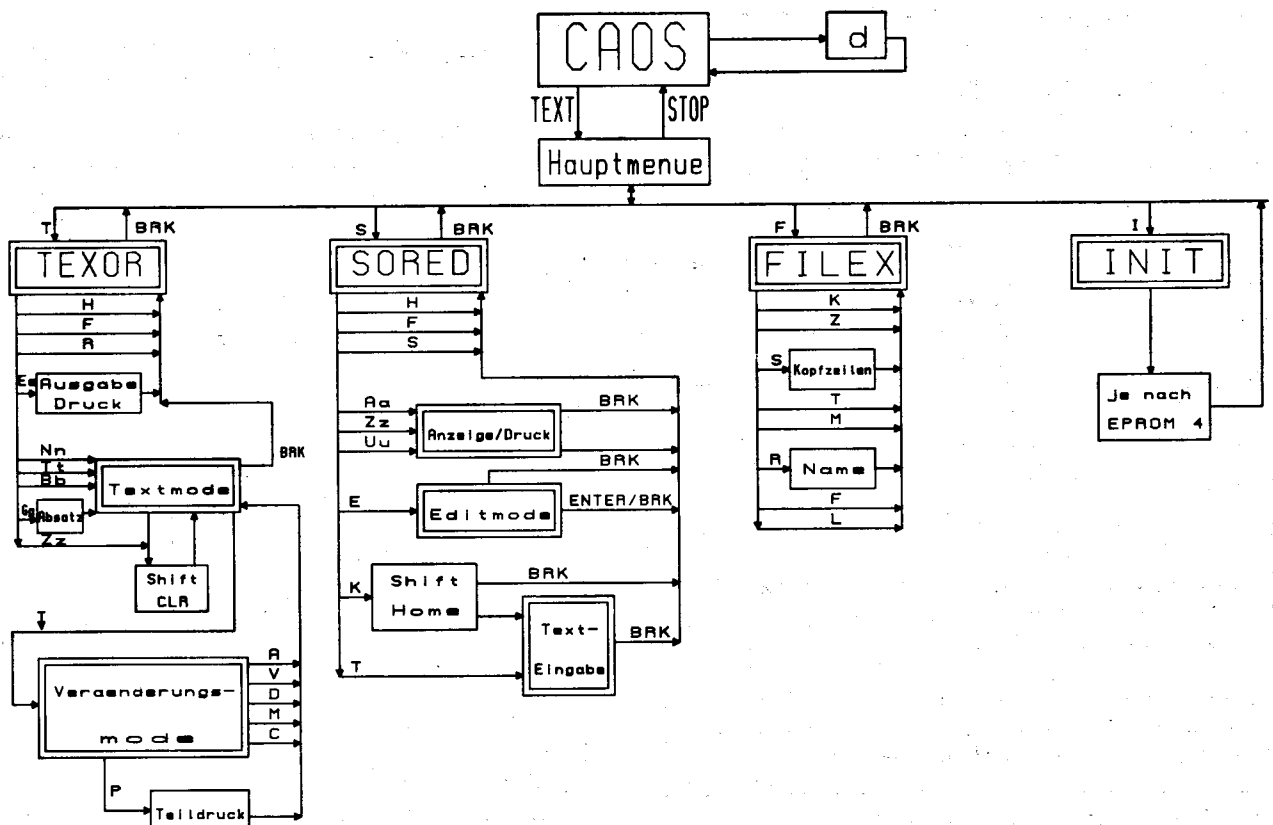 CAOS
d
TEXT
STOP
Hauptmenue
T
BRK
S
BRK
F
BRK
I
TEXOR
SORED
FILEX
INIT
H
F
R
Ausgabe
Druck
Nn
Tt
Bb
Gg
Absatz
Zz
Textmode
BRK
Shift
CLR
T
Veraenderungs-
mode
A
V
D
M
C
P
Teildruck
H
F
S
Aa
Zz
Uu
Anzeige/Druck
BRK
BRK
E
Editmode
ENTER/BRK
K
Shift
Home
BRK
T
Text-
Eingabe
BRK
K
Z
S
Kopfzeilen
T
M
R
Name
F
L
Je nach
EPROM 4